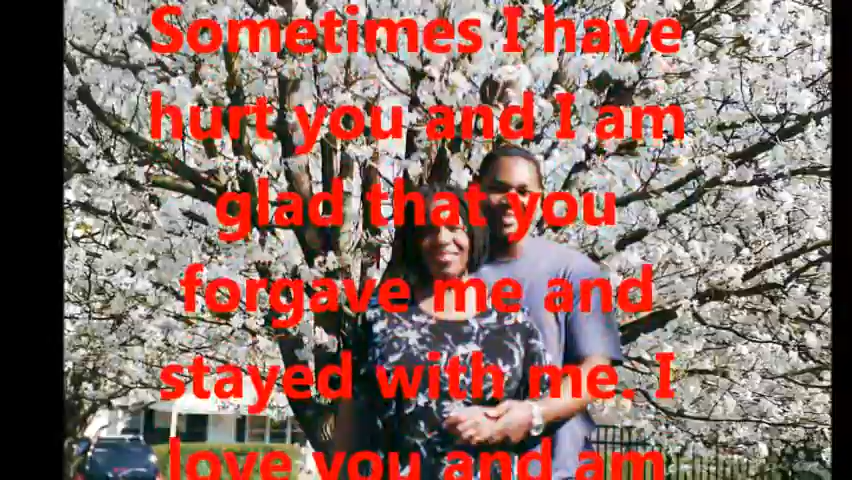 Sometimes I have
hurt you and I am
glad that you
forgave me and
stayed with me. I
love you and am